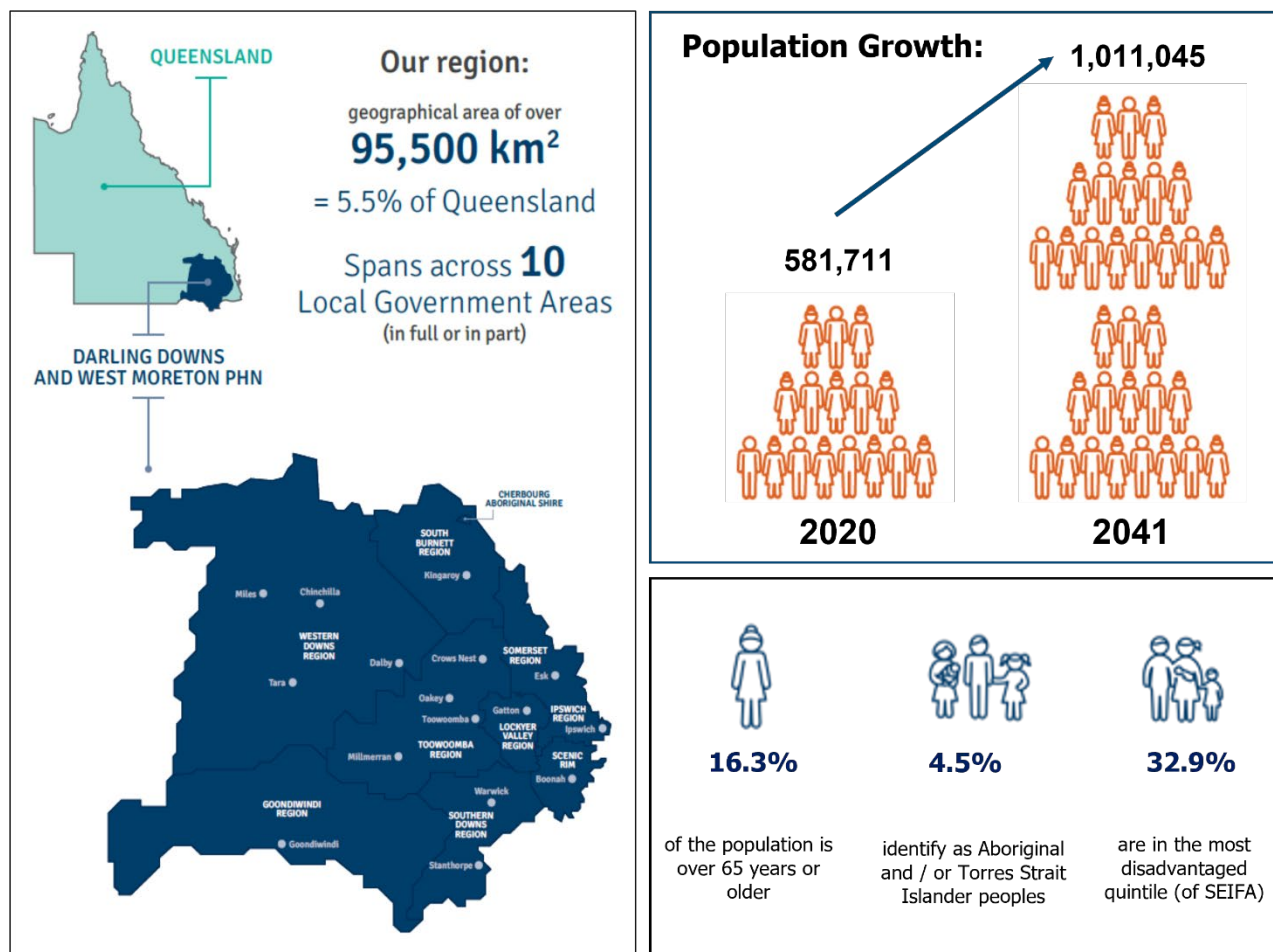 QUEENSLAND
Our region:
geographical area of over
95,500 km²
= 5.5% of Queensland
Spans across 10
Local Government Areas
(in full or in part)
DARLING DOWNS
AND WEST MORETON PHN
CHERBOURG
ABORIGINAL SHIRE
SOUTH
BURNETT
REGION
Kingaroy
Miles
Chinchilla
WESTERN
DOWNS
REGION
Dalby
Crows Nest
SOMERSET
REGION
Esk
Tara
Oakey
Toowoomba
Gatton
LOCKYER
VALLEY
REGION
IPSWICH
REGION
Ipswich
Millmerran
TOOWOOMBA
REGION
SCENIC
RIM
Boonah
GOONDIWINDI
REGION
Warwick
SOUTHERN
DOWNS
REGION
Goondiwindi
Stanthorpe
Population Growth:
1,011,045
581,711
2020
2041
16.3%
of the population is
over 65 years or
older
4.5%
identify as Aboriginal
and / or Torres Strait
Islander peoples
32.9%
are in the most
disadvantaged
quintile (of SEIFA)